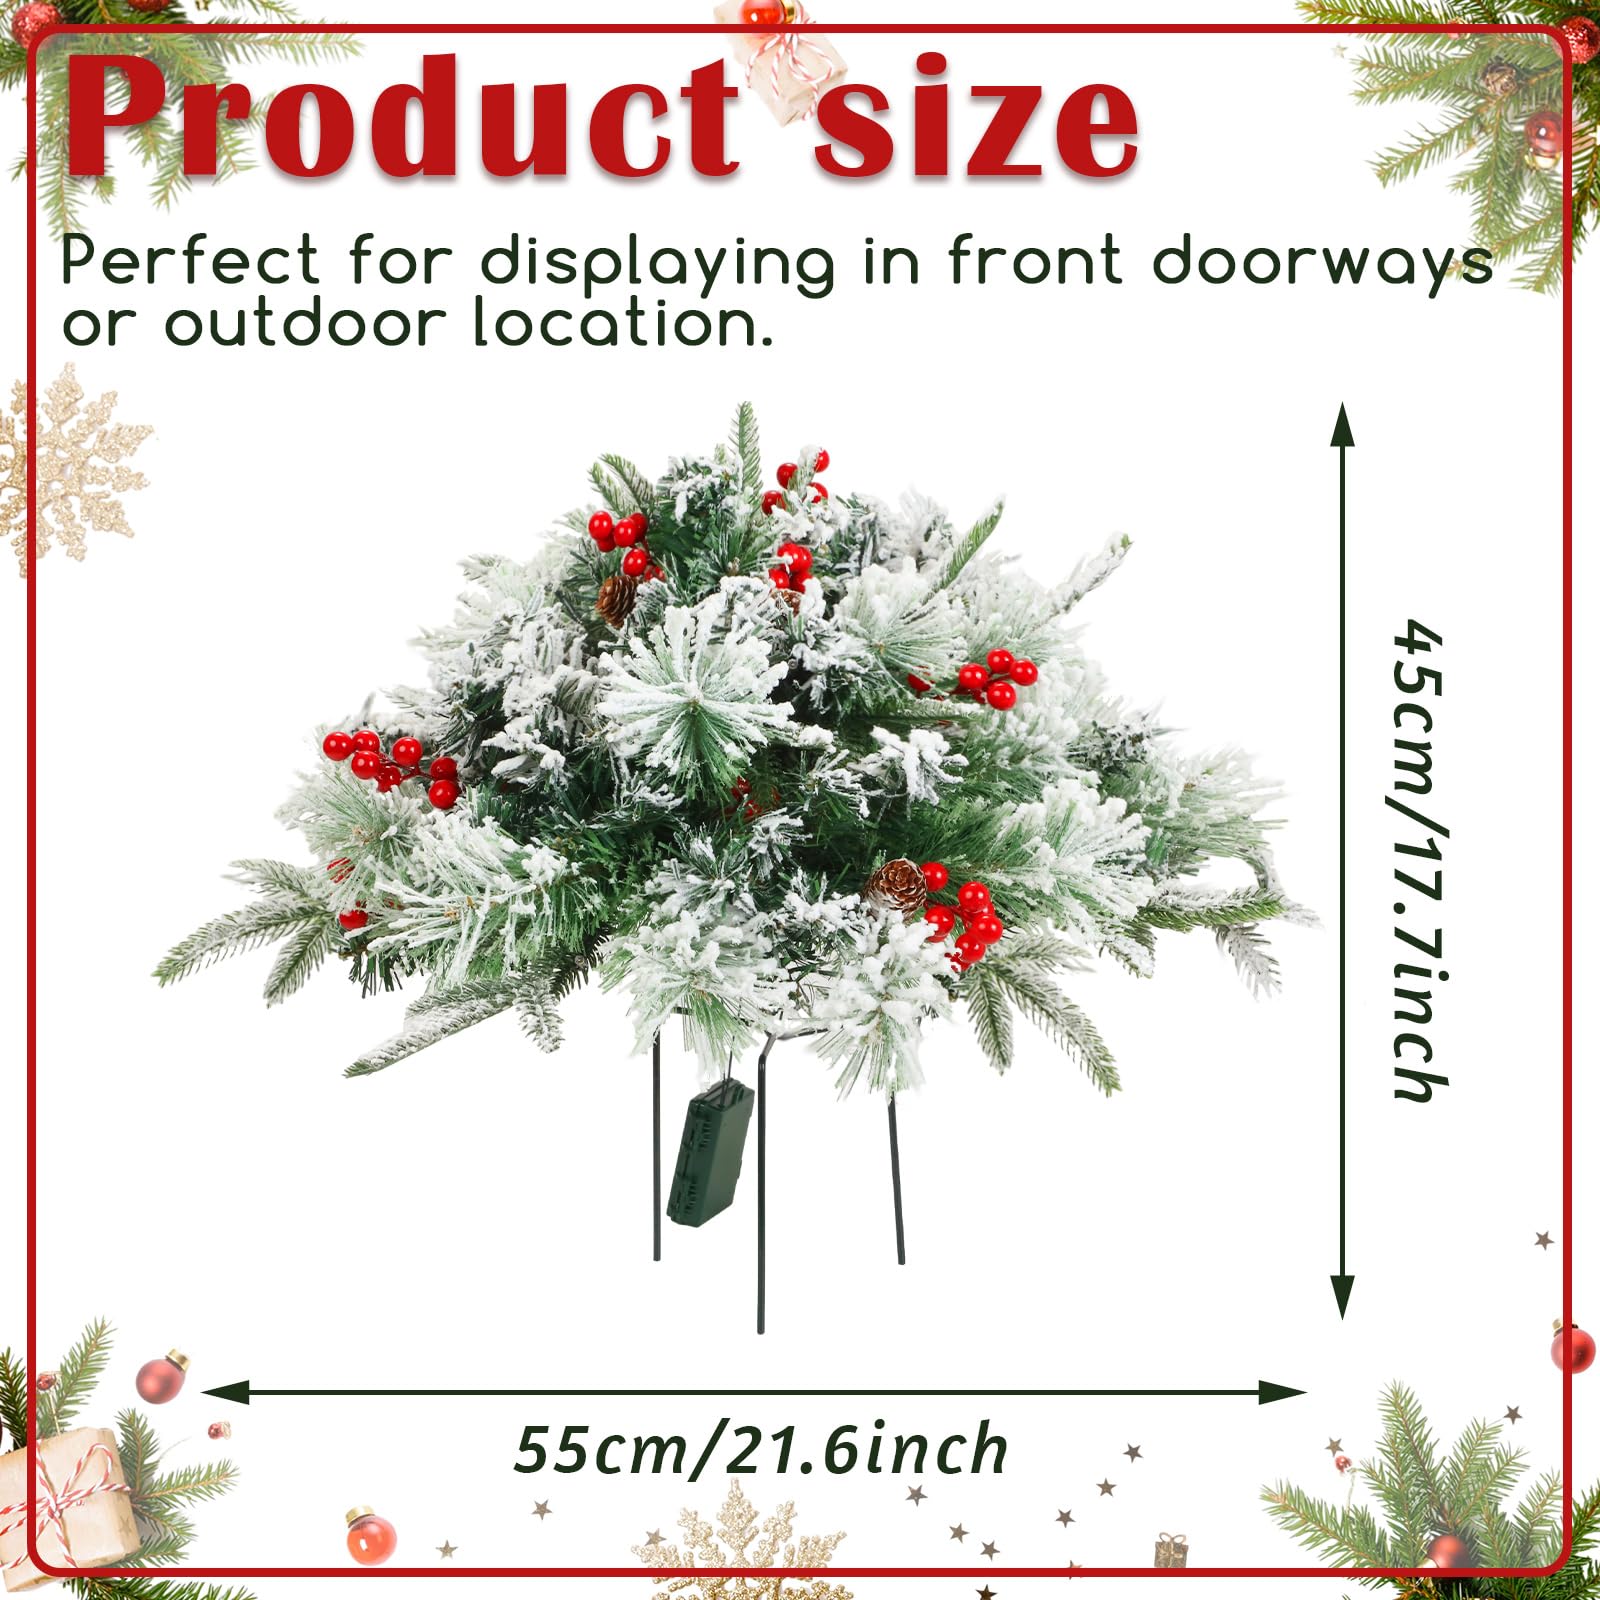 Product size
Perfect for displaying in front doorways
or outdoor location.
45cm/17.7inch
55cm/21.6inch